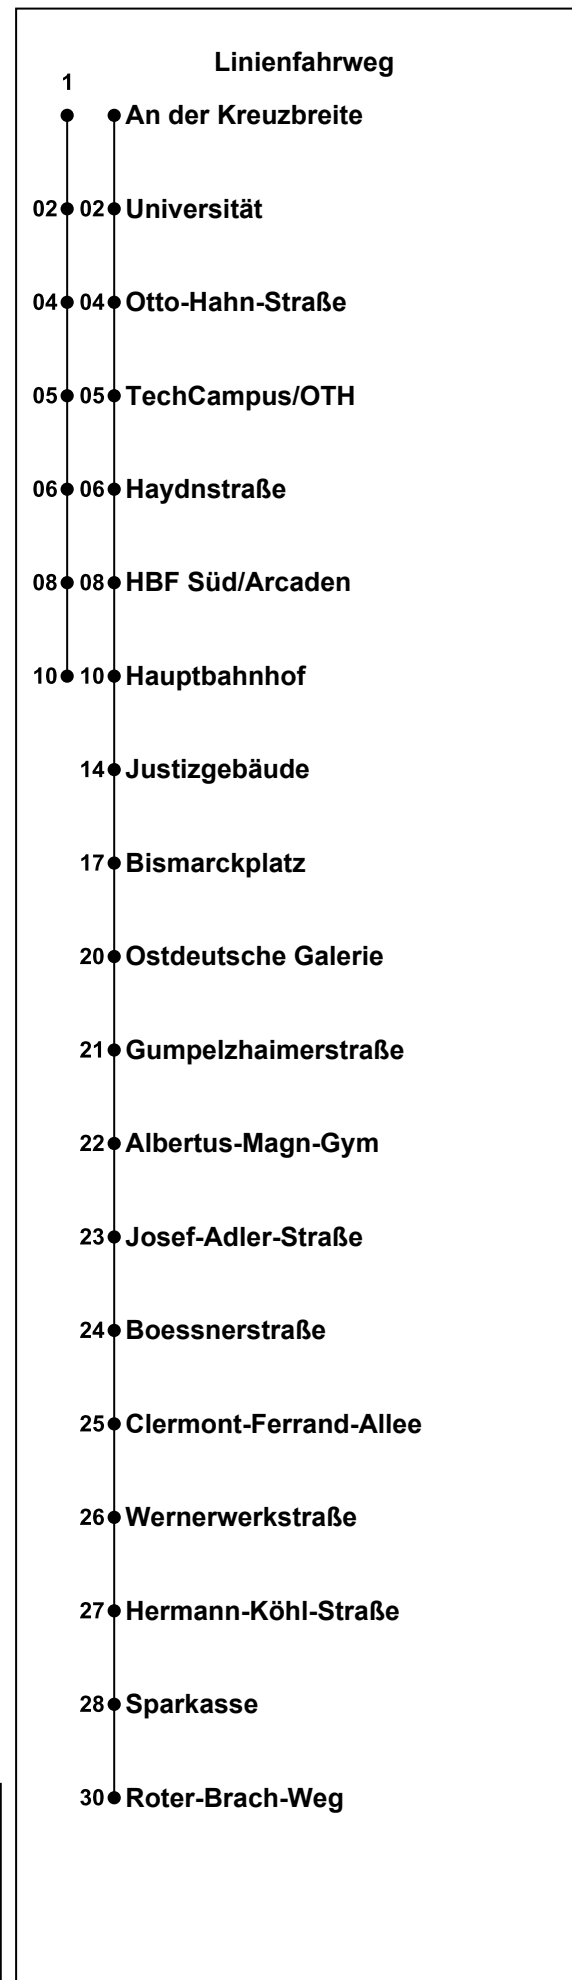 Linienfahrweg
1
An der Kreuzbreite
02 02 Universität
04 04 Otto-Hahn-Straße
05 05 TechCampus/OTH
06 06 Haydnstraße
08 08 HBF Süd/Arcaden
10 10 Hauptbahnhof
14 Justizgebäude
17 Bismarckplatz
20 Ostdeutsche Galerie
21 Gumpelzhaimerstraße
22 Albertus-Magn-Gym
23 Josef-Adler-Straße
24 Boessnerstraße
25 Clermont-Ferrand-Allee
26 Wernerwerkstraße
27 Hermann-Köhl-Straße
28 Sparkasse
30 Roter-Brach-Weg